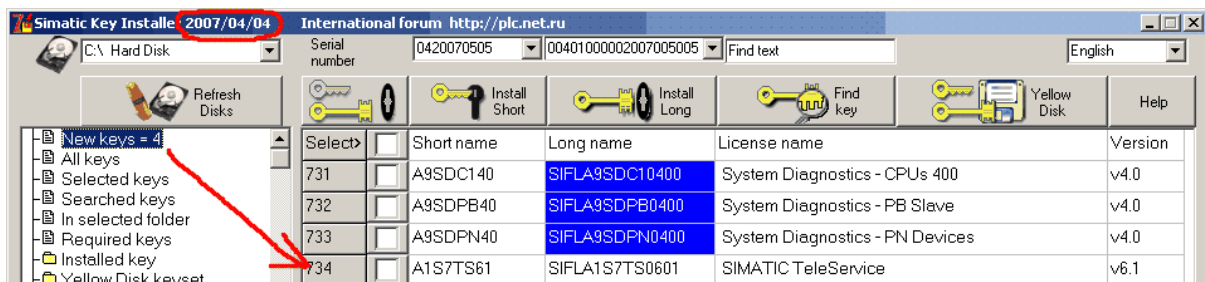 Simatic Key Installer 2007/04/04 International forum http://plc.net.ru
C:\ Hard Disk
Serial number
0420070505
00401000002007005005
Find text
English
Refresh Disks
Install Short
Install Long
Find key
Yellow Disk
Help
New keys = 4
All keys
Selected keys
Searched keys
In selected folder
Required keys
Installed key
Yellow Disk keyset
Select> Short name Long name License name Version
731 A9SDC140 SIFLA9SDC10400 System Diagnostics - CPUs 400 v4.0
732 A9SDPB40 SIFLA9SDPB0400 System Diagnostics - PB Slave v4.0
733 A9SDPN40 SIFLA9SDPN0400 System Diagnostics - PN Devices v4.0
734 A1S7TS61 SIFLA1S7TS0601 SIMATIC TeleService v6.1